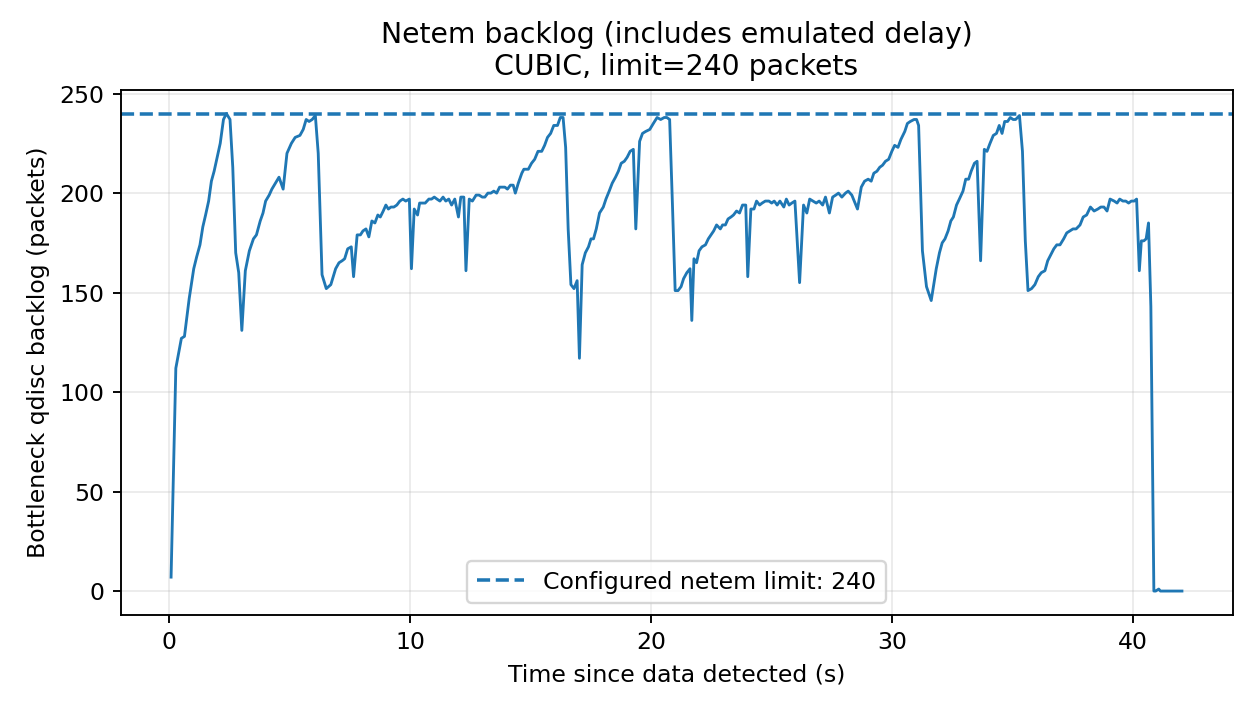 Netem backlog (includes emulated delay)
CUBIC, limit=240 packets
Bottleneck qdisc backlog (packets)
250
200
150
100
50
0
Configured netem limit: 240
0 10 20 30 40
Time since data detected (s)